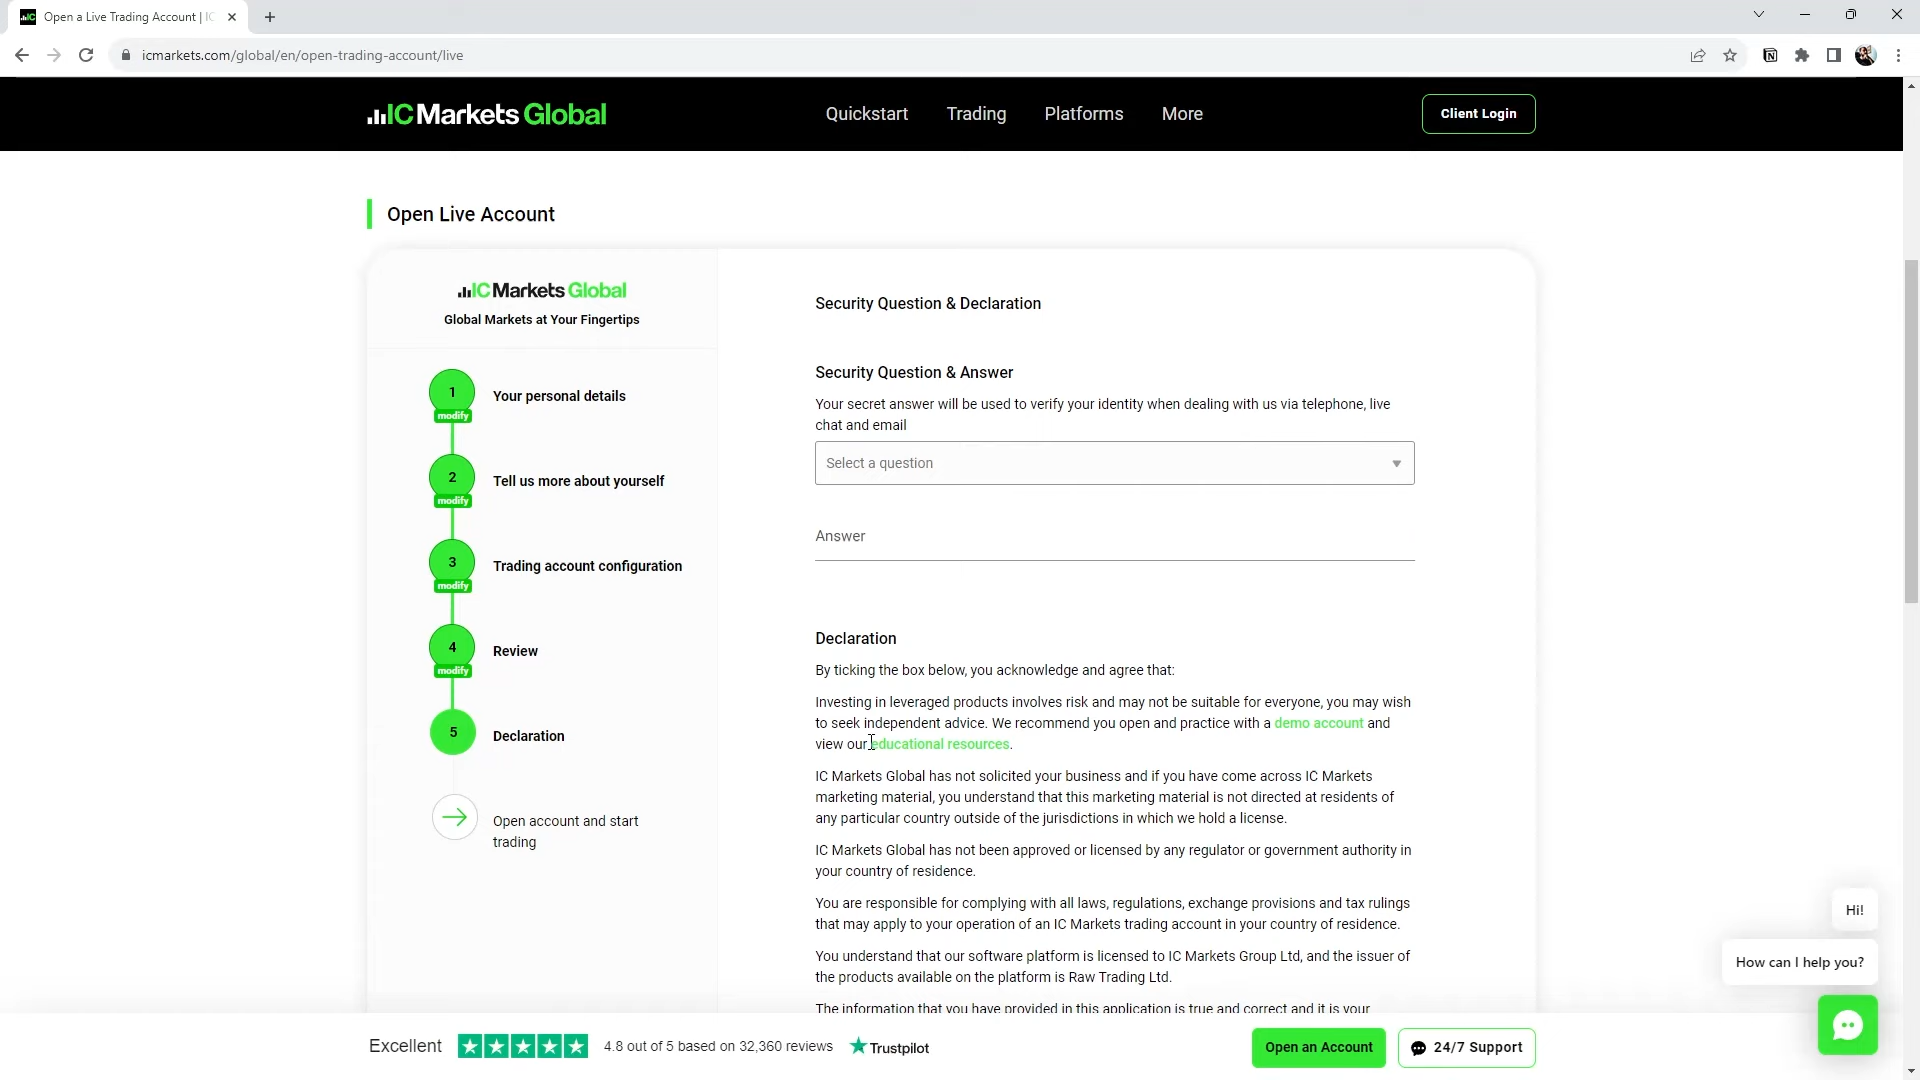 Open a Live Trading Account | IC
icmarkets.com/global/en/open-trading-account/live
IC Markets Global
Quickstart
Trading
Platforms
More
Client Login
Open Live Account
IC Markets Global
Global Markets at Your Fingertips
1
modify
Your personal details
2
modify
Tell us more about yourself
3
modify
Trading account configuration
4
modify
Review
5
Declaration
Open account and start
trading
Security Question & Declaration
Security Question & Answer
Your secret answer will be used to verify your identity when dealing with us via telephone, live
chat and email
Select a question
Answer
Declaration
By ticking the box below, you acknowledge and agree that:
Investing in leveraged products involves risk and may not be suitable for everyone, you may wish
to seek independent advice. We recommend you open and practice with a demo account and
view our educational resources.
IC Markets Global has not solicited your business and if you have come across IC Markets
marketing material, you understand that this marketing material is not directed at residents of
any particular country outside of the jurisdictions in which we hold a license.
IC Markets Global has not been approved or licensed by any regulator or government authority in
your country of residence.
You are responsible for complying with all laws, regulations, exchange provisions and tax rulings
that may apply to your operation of an IC Markets trading account in your country of residence.
You understand that our software platform is licensed to IC Markets Group Ltd, and the issuer of
the products available on the platform is Raw Trading Ltd.
The information that you have provided in this application is true and correct and it is your
Hi!
How can I help you?
Excellent
4.8 out of 5 based on 32,360 reviews
Trustpilot
Open an Account
24/7 Support